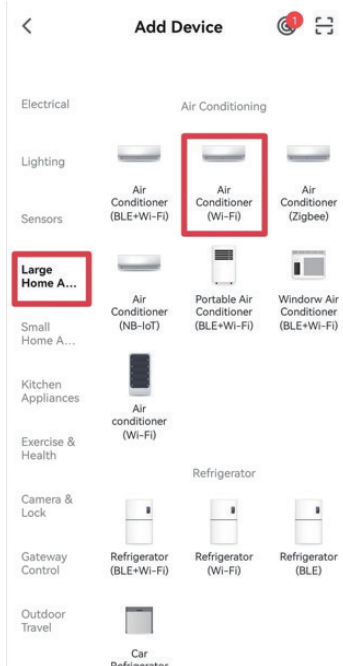 Add Device
1
Electrical
Lighting
Sensors
Large
Home A...
Small
Home A...
Kitchen
Appliances
Exercise &
Health
Camera &
Lock
Gateway
Control
Outdoor
Travel
Air Conditioning
Air
Conditioner
(BLE+Wi-Fi)
Air
Conditioner
(Wi-Fi)
Air
Conditioner
(Zigbee)
Air
Conditioner
(NB-IoT)
Portable Air
Conditioner
(BLE+Wi-Fi)
Windorw Air
Conditioner
(BLE+Wi-Fi)
Air
conditioner
(Wi-Fi)
Refrigerator
Refrigerator
(BLE+Wi-Fi)
Refrigerator
(Wi-Fi)
Refrigerator
(BLE)
Car
Refrigerator